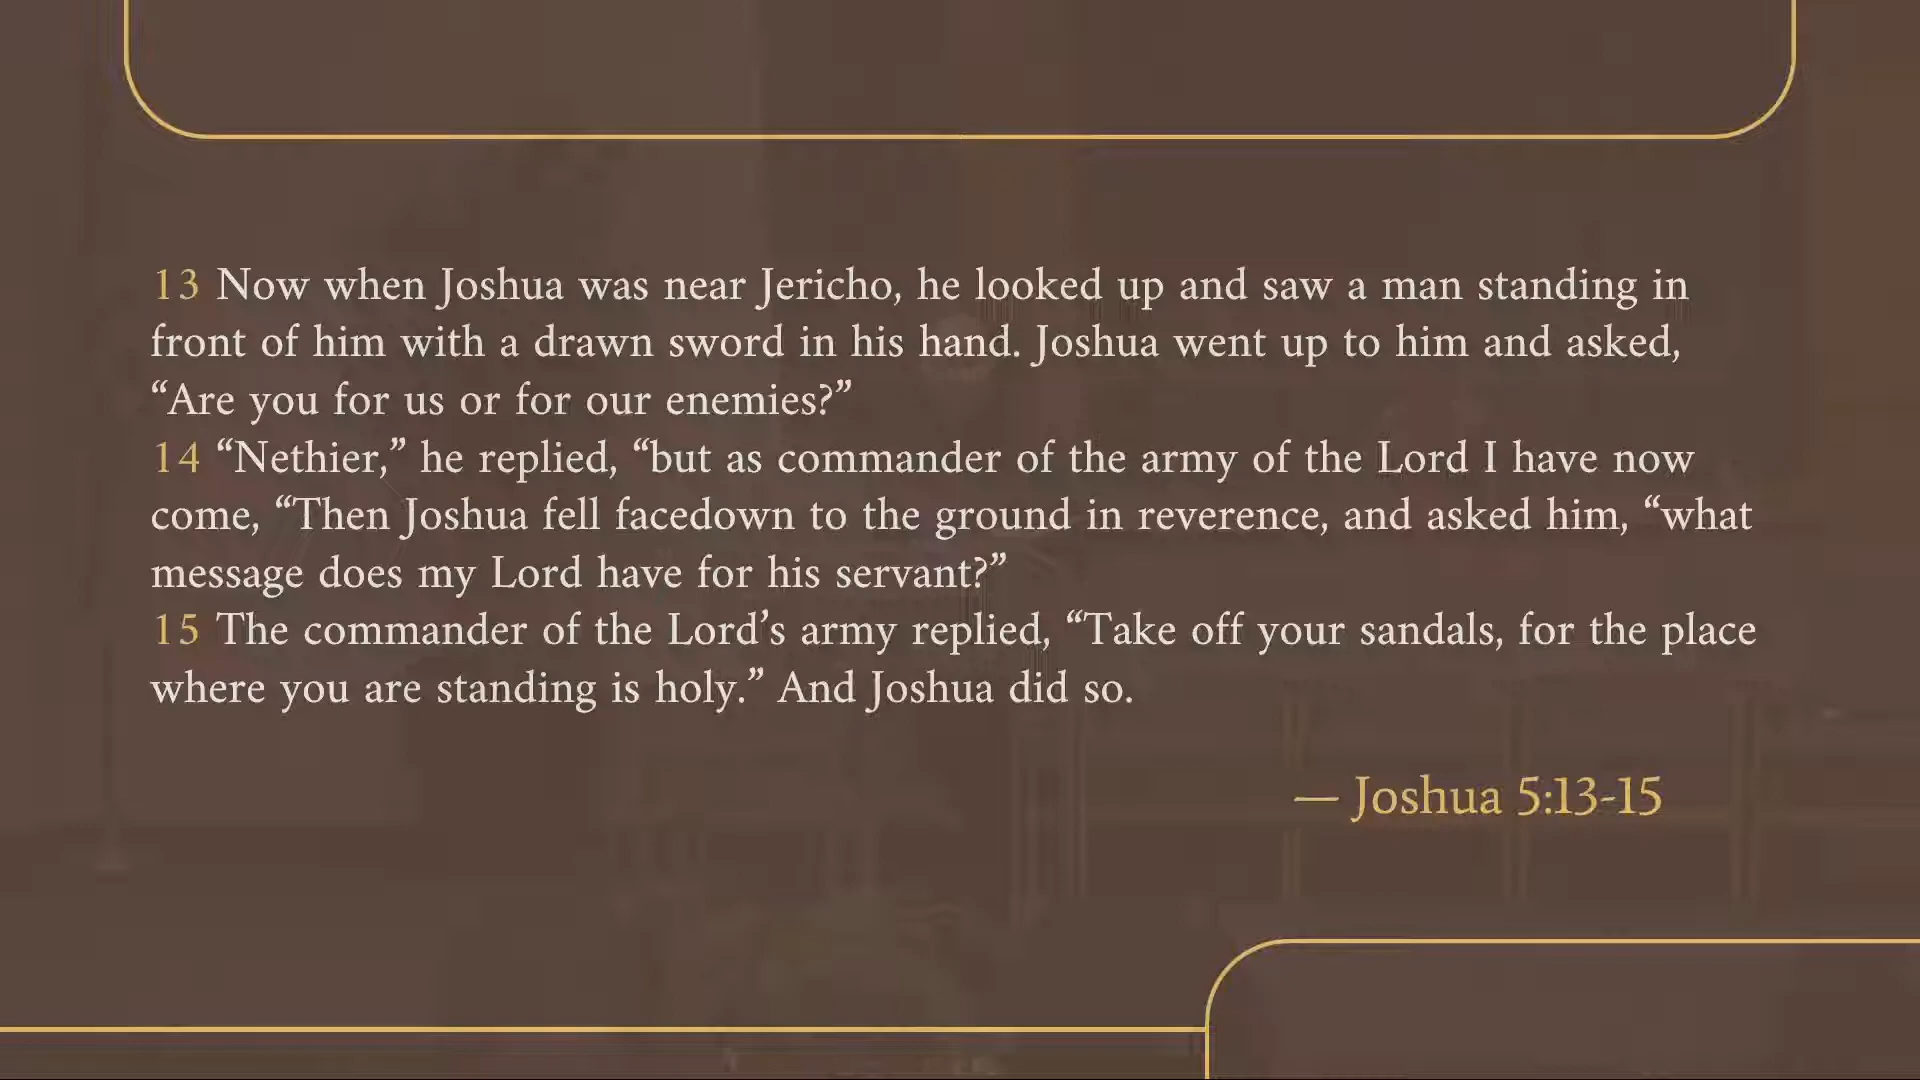 13 Now when Joshua was near Jericho, he looked up and saw a man standing in
front of him with a drawn sword in his hand. Joshua went up to him and asked,
“Are you for us or for our enemies?”
14 “Nethier,” he replied, “but as commander of the army of the Lord I have now
come, “Then Joshua fell facedown to the ground in reverence, and asked him, “what
message does my Lord have for his servant?”
15 The commander of the Lord’s army replied, “Take off your sandals, for the place
where you are standing is holy.” And Joshua did so.
— Joshua 5:13-15